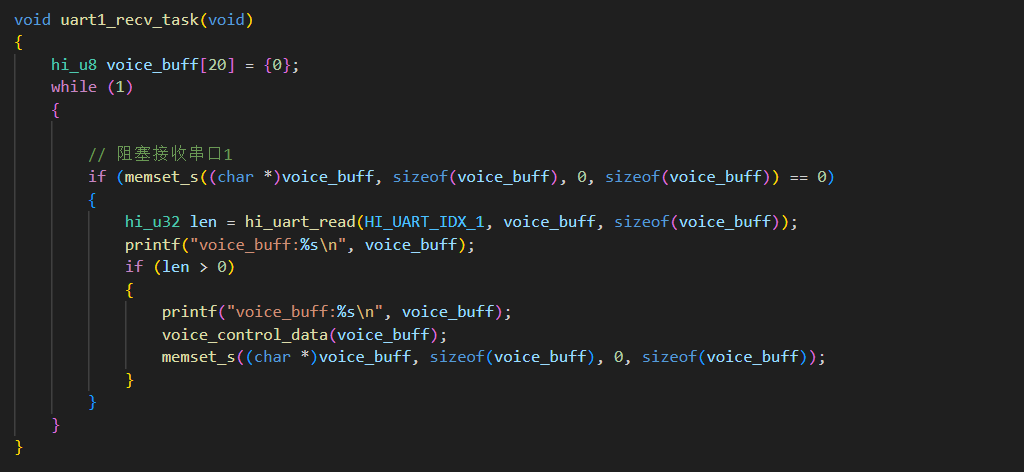 void uart1_recv_task(void)
{
    hi_u8 voice_buff[20] = {0};
    while (1)
    {
        // 阻塞接收串口1
        if (memset_s((char *)voice_buff, sizeof(voice_buff), 0, sizeof(voice_buff)) == 0)
        {
            hi_u32 len = hi_uart_read(HI_UART_IDX_1, voice_buff, sizeof(voice_buff));
            printf("voice_buff:%s\n", voice_buff);
            if (len > 0)
            {
                printf("voice_buff:%s\n", voice_buff);
                voice_control_data(voice_buff);
                memset_s((char *)voice_buff, sizeof(voice_buff), 0, sizeof(voice_buff));
            }
        }
    }
}